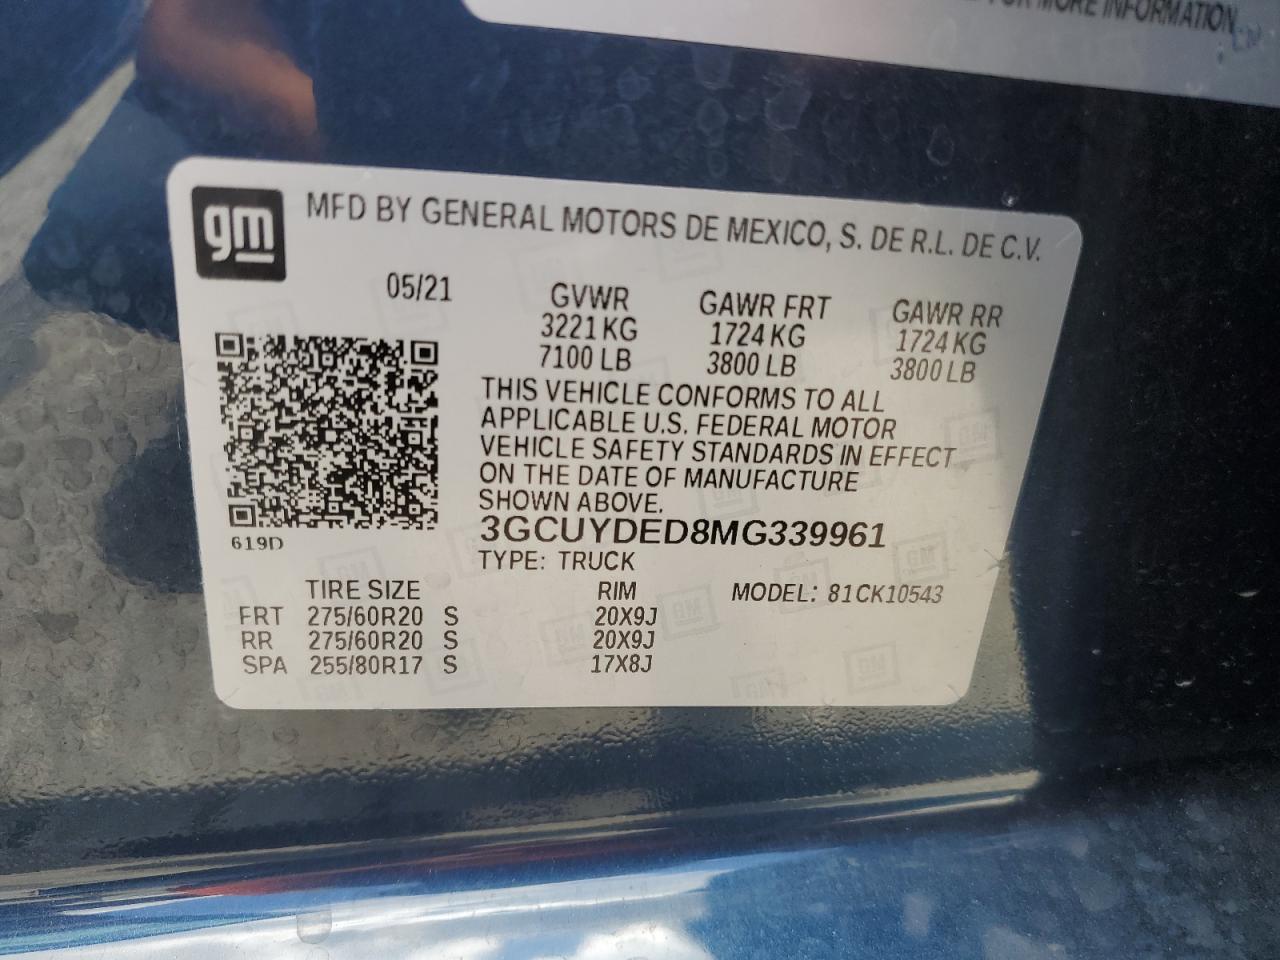 FOR MORE INFORMATION
gm
MFD BY GENERAL MOTORS DE MEXICO, S. DE R.L. DE C.V.
05/21 GVWR GAWR FRT GAWR RR
3221 KG 1724 KG 1724 KG
7100 LB 3800 LB 3800 LB
THIS VEHICLE CONFORMS TO ALL
APPLICABLE U.S. FEDERAL MOTOR
VEHICLE SAFETY STANDARDS IN EFFECT
ON THE DATE OF MANUFACTURE
SHOWN ABOVE.
3GCUYDED8MG339961
619D
TYPE: TRUCK
TIRE SIZE RIM MODEL: 81CK10543
FRT 275/60R20 S 20X9J
RR 275/60R20 S 20X9J
SPA 255/80R17 S 17X8J